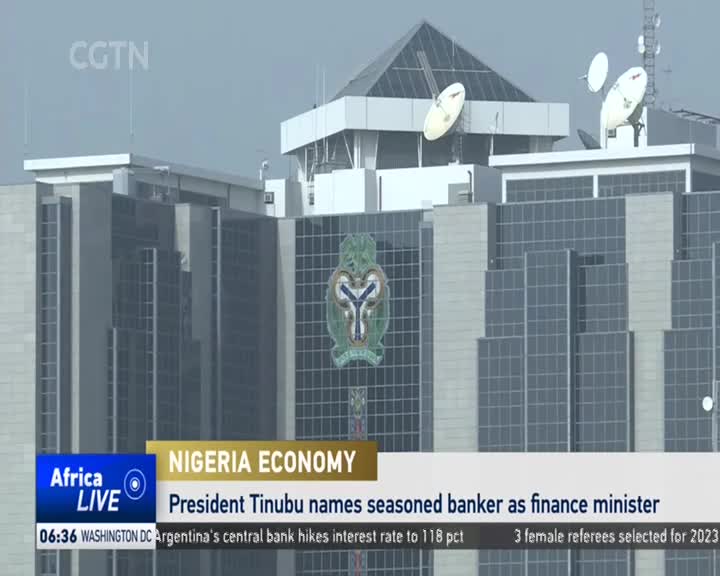 CGTN
NIGERIA ECONOMY
Africa
LIVE
President Tinubu names seasoned banker as finance minister
06:36 WASHINGTON DC
Argentina's central bank hikes interest rate to 118 pct 3 female referees selected for 2023